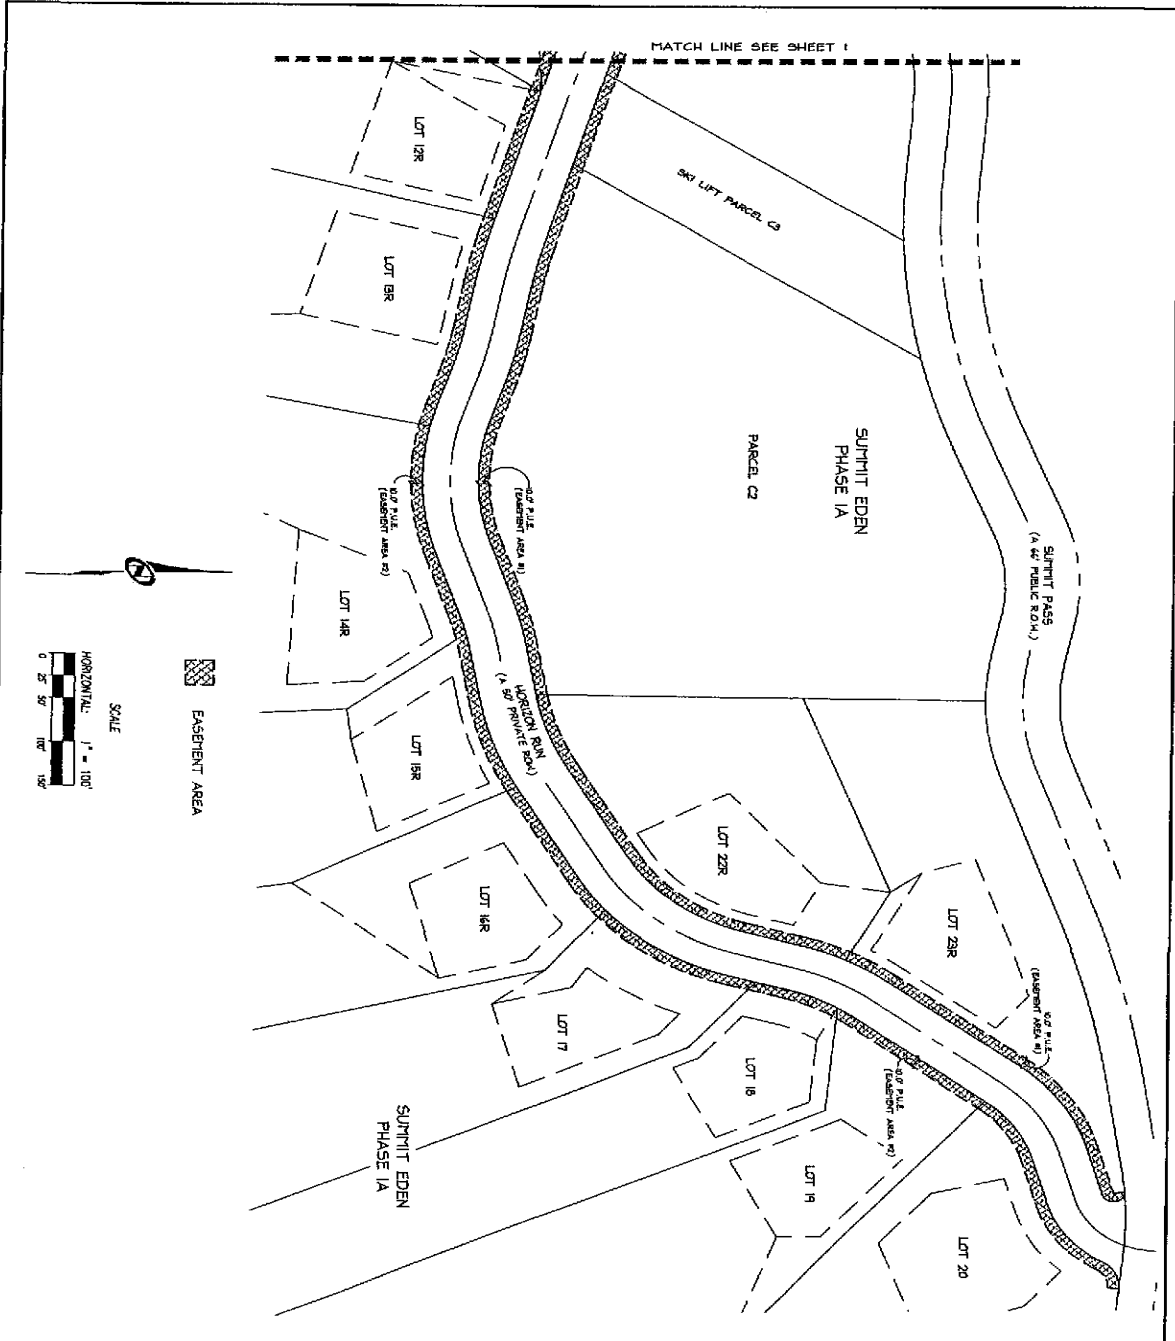 MATCH LINE SEE SHEET 1
LOT 12R
SKI LIFT PARCEL C3
LOT 13R
SUMMIT EDEN
PHASE 1A
PARCEL C2
10.0' P.U.E.
(EASEMENT AREA #1)
10.0' P.U.E.
(EASEMENT AREA #2)
SUMMIT PASS
(A 66' PUBLIC R.O.W.)
N
LOT 14R
HORIZON RUN
(A 50' PRIVATE ROW)
LOT 15R
EASEMENT AREA
SCALE
HORIZONTAL: 1" = 100'
0 25' 50' 100' 150'
LOT 22R
LOT 23R
LOT 16R
10.0' P.U.E.
(EASEMENT AREA #1)
LOT 17
LOT 18
10.0' P.U.E.
(EASEMENT AREA #2)
SUMMIT EDEN
PHASE 1A
LOT 19
LOT 20